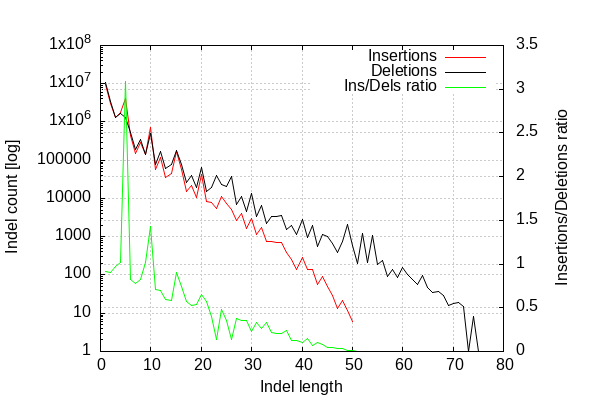 1x10^8
1x10^7
1x10^6
100000
10000
1000
100
10
1
Indel count [log]
Insertions
Deletions
Ins/Dels ratio
3.5
3
2.5
2
1.5
1
0.5
0
Insertions/Deletions ratio
0 10 20 30 40 50 60 70 80
Indel length